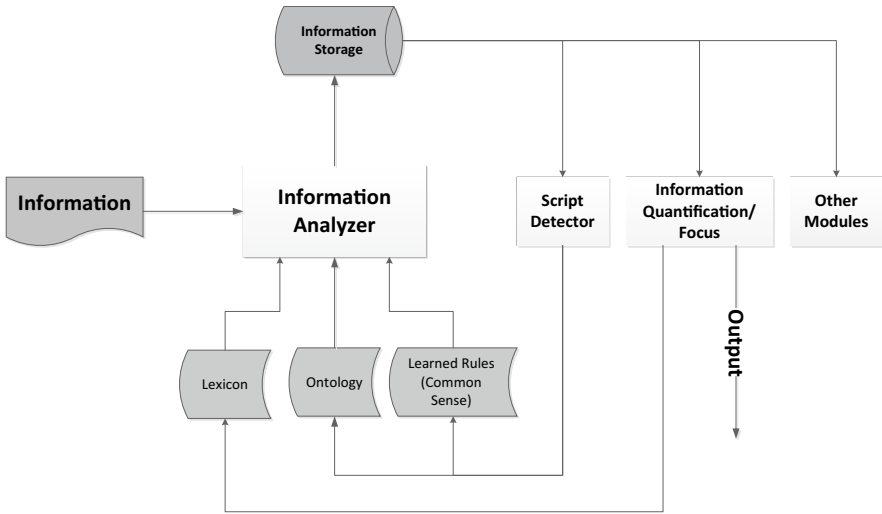 Information
Storage
Information
Information
Analyzer
Script
Detector
Information
Quantification/
Focus
Other
Modules
Output
Lexicon
Ontology
Learned Rules
(Common
Sense)